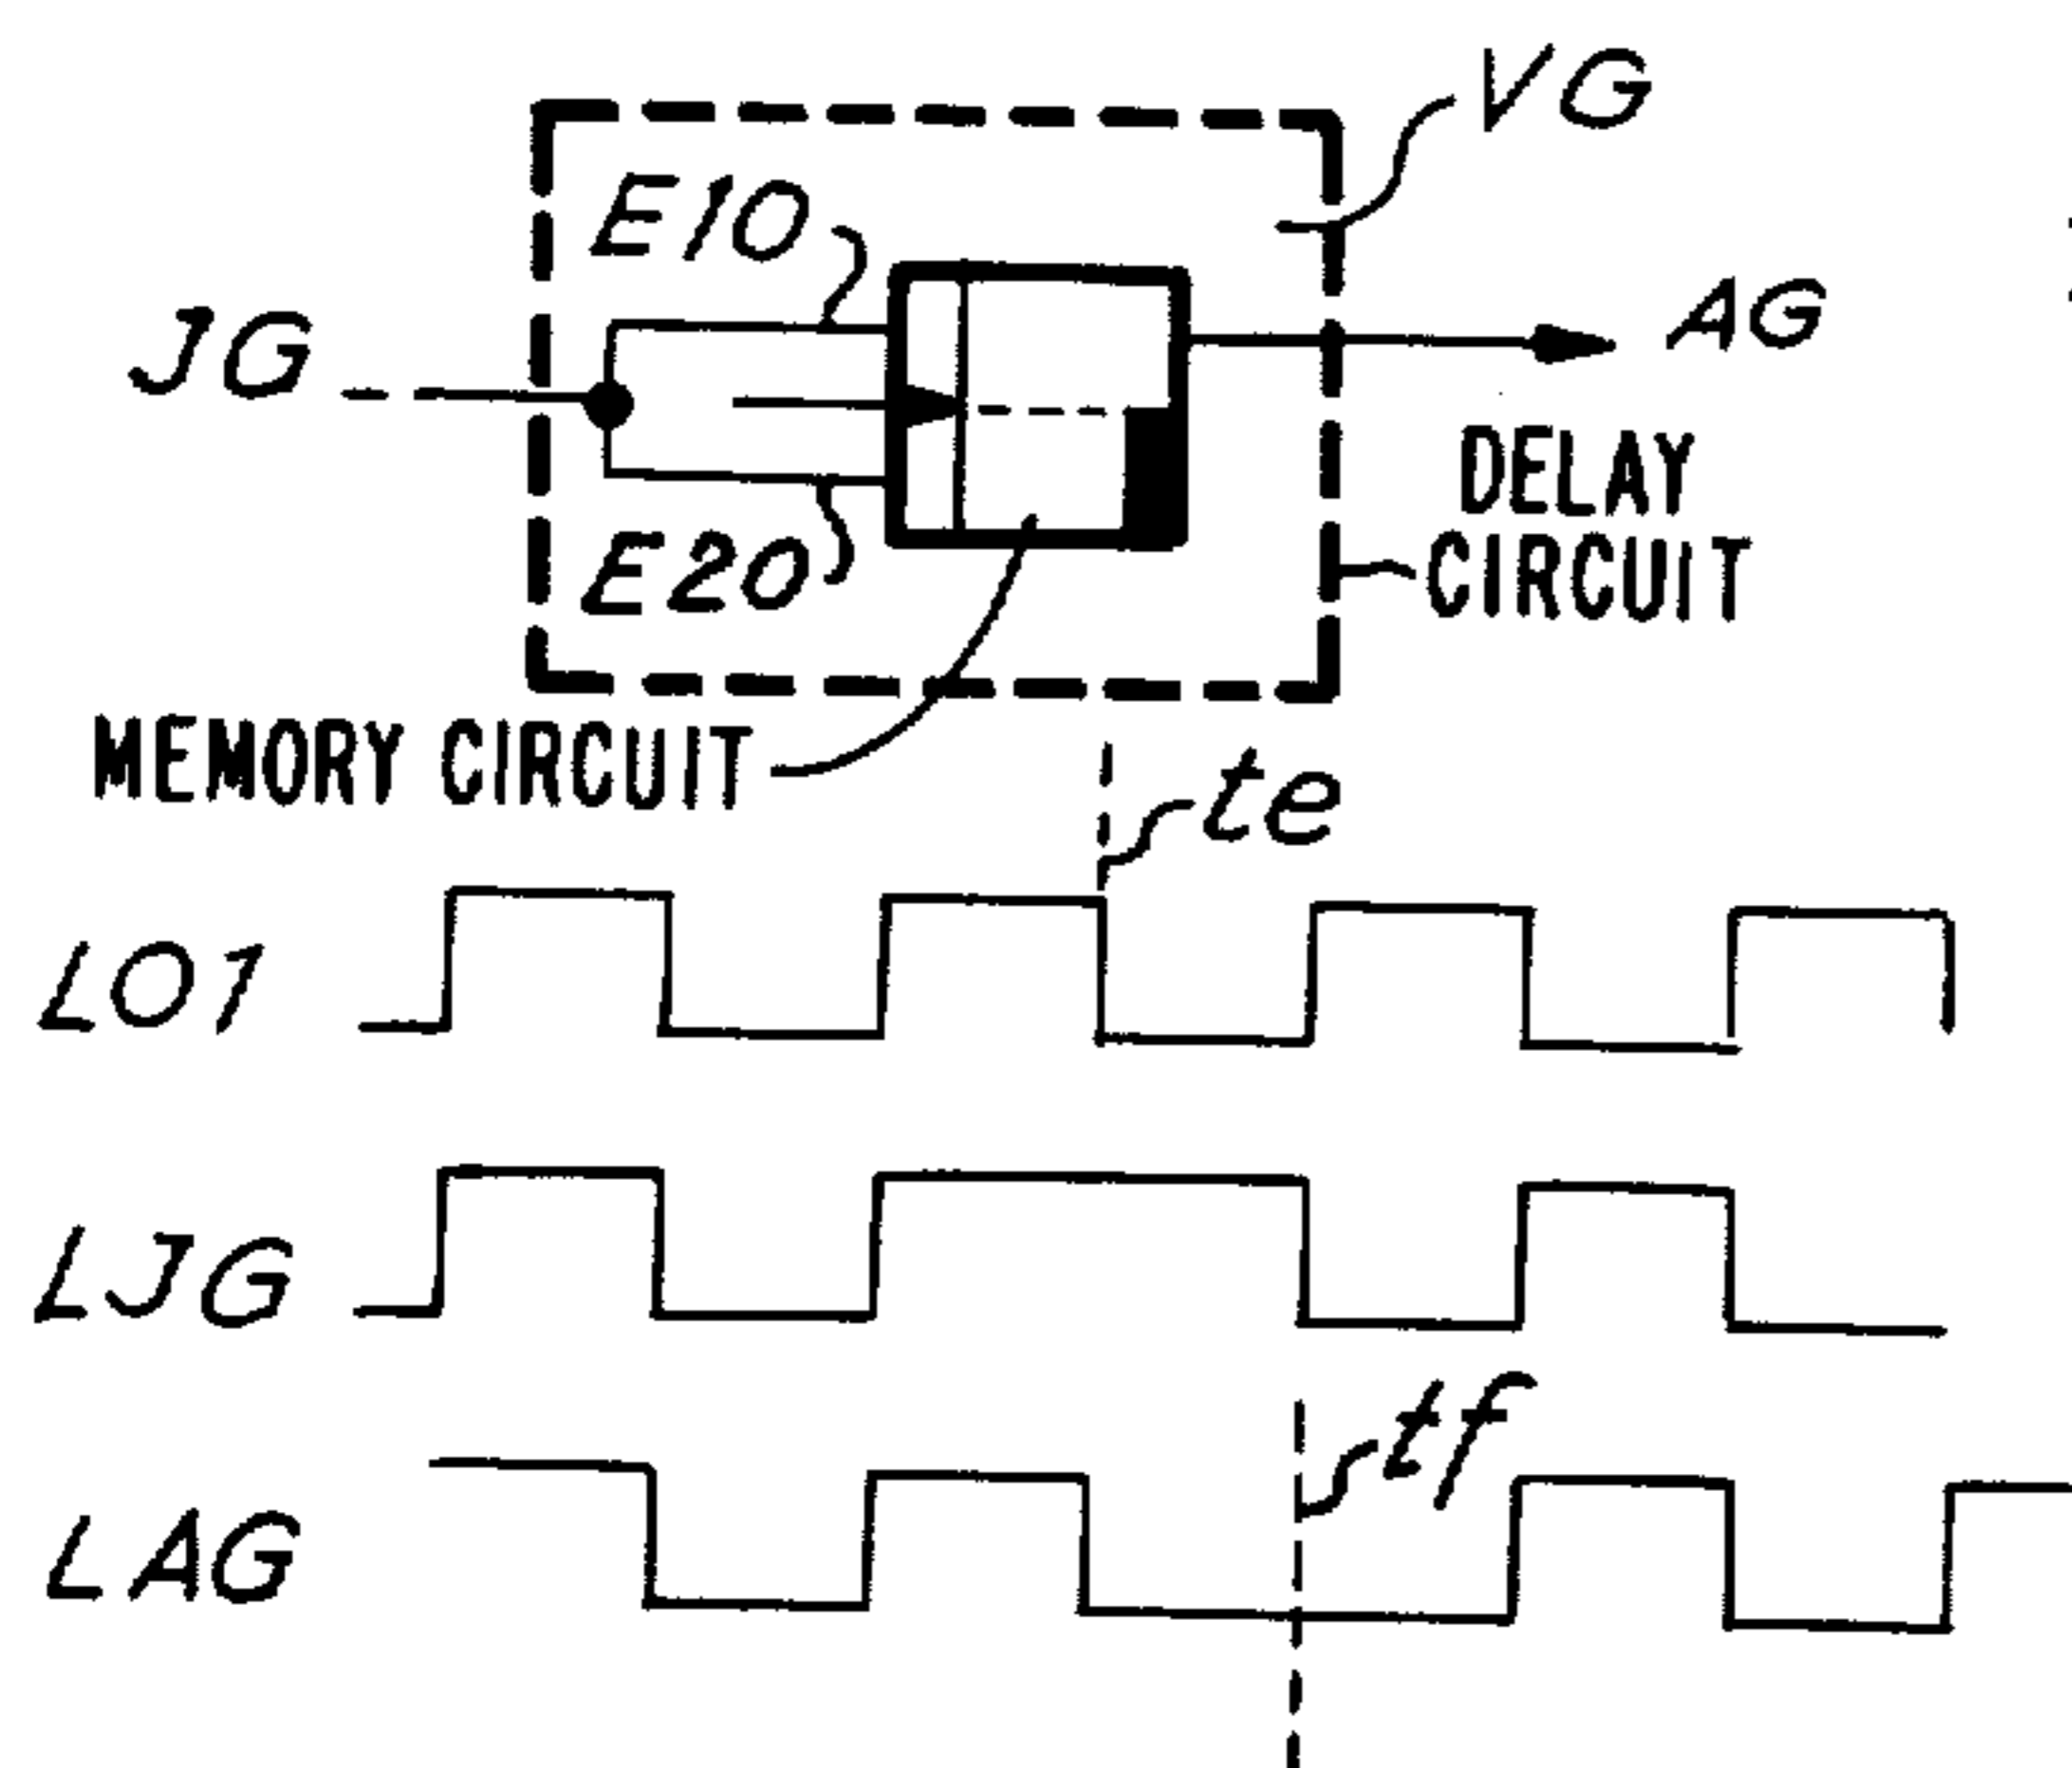 VG
E10
JG
AG
DELAY
CIRCUIT
E20
MEMORY CIRCUIT
te
LO1
LJG
tf
LAG